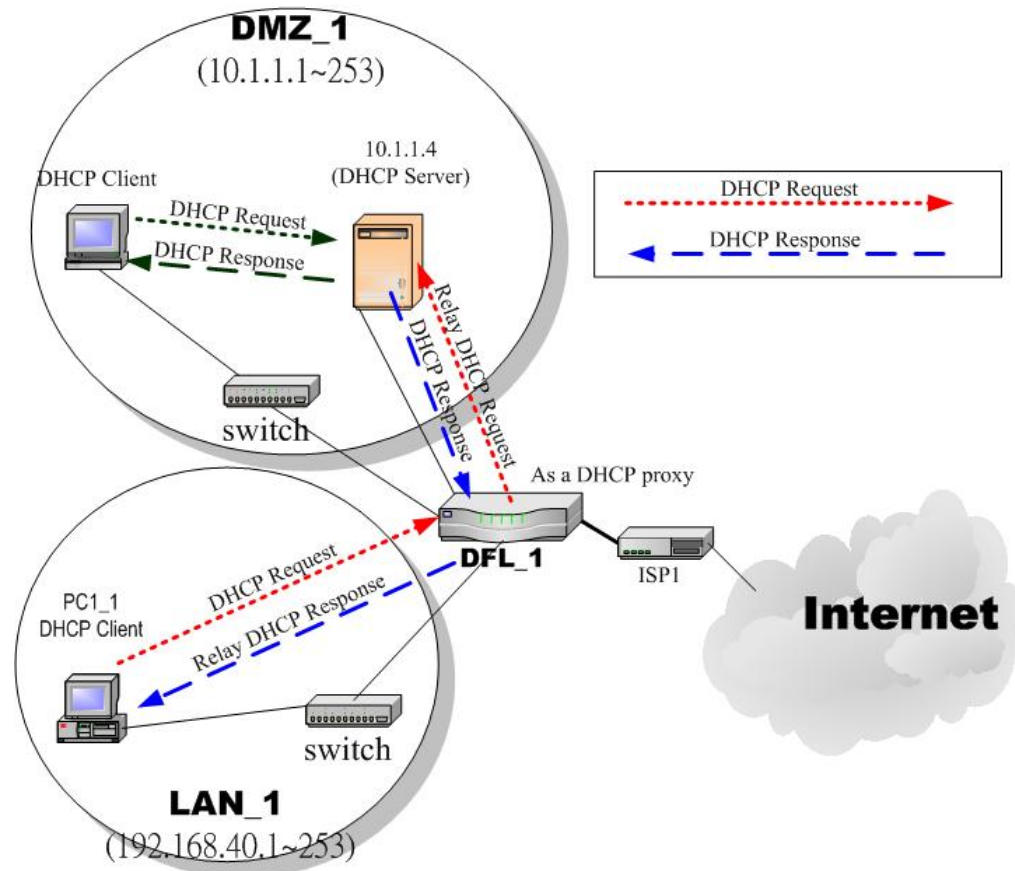 DMZ_1
(10.1.1.1~253)
10.1.1.4
(DHCP Server)
DHCP Client
DHCP Request
DHCP Response
DHCP Request
DHCP Response
Relay DHCP Request
DHCP Response
switch
As a DHCP proxy
DFL_1
ISP1
Internet
DHCP Request
Relay DHCP Response
PC1_1
DHCP Client
switch
LAN_1
(192.168.40.1~253)